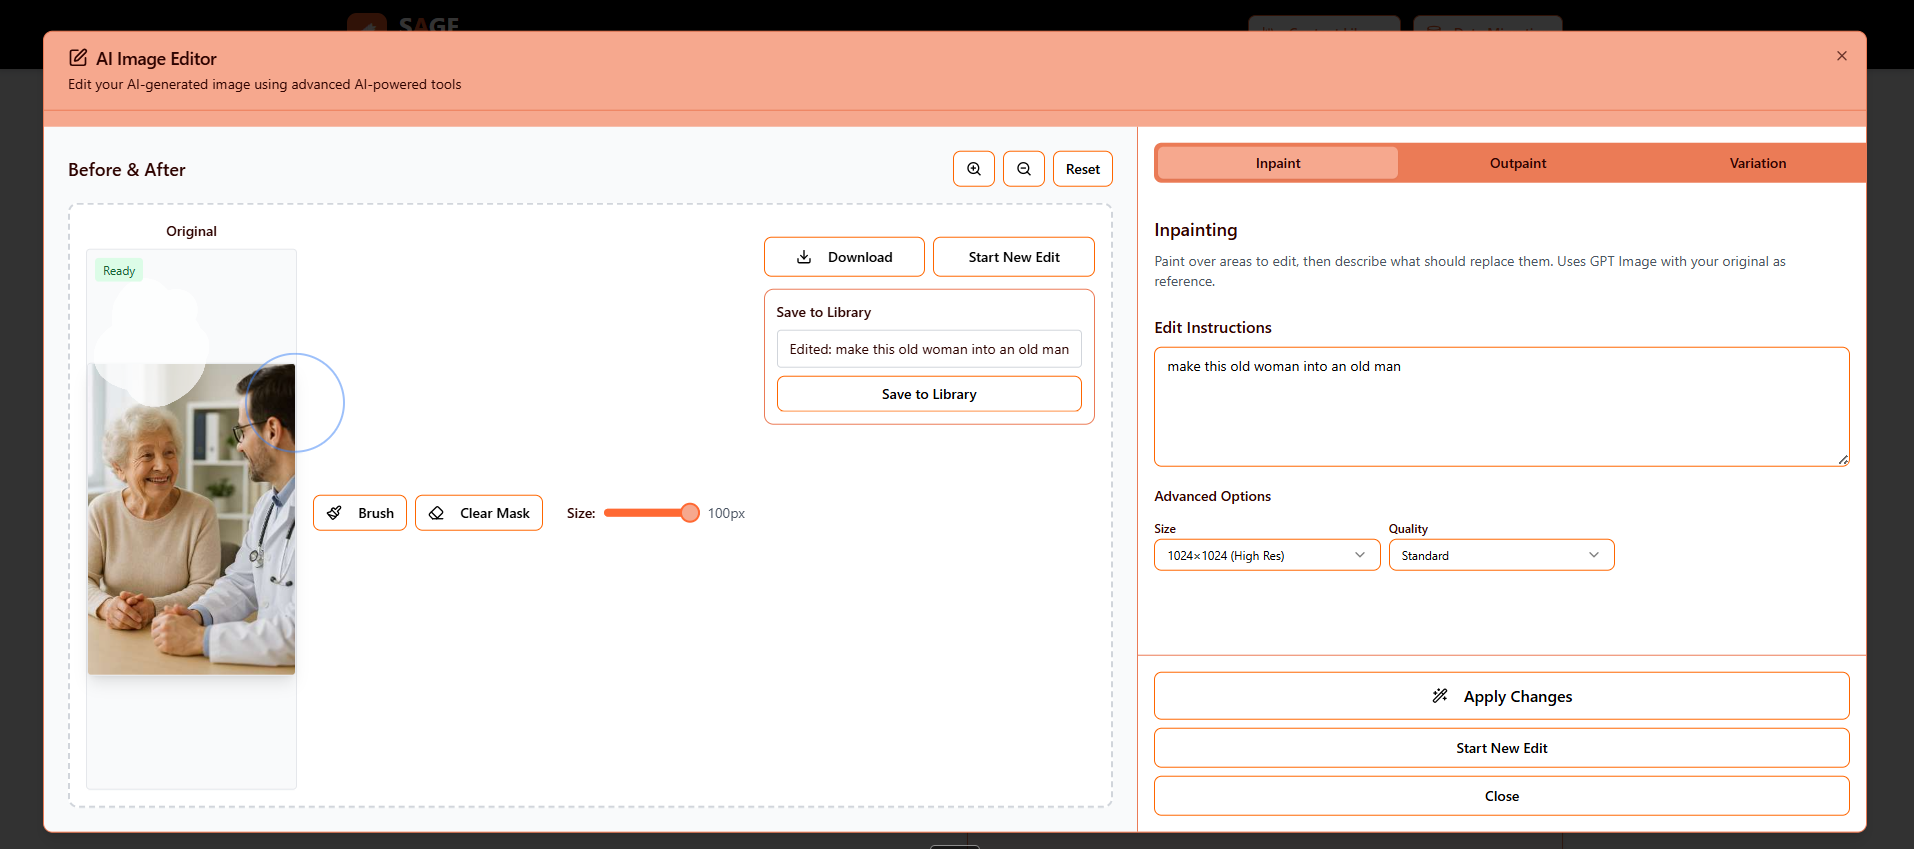 SAGE
AI Image Editor
Edit your AI-generated image using advanced AI-powered tools
Before & After
Reset
Original
Ready
Download
Start New Edit
Save to Library
Edited: make this old woman into an old man
Save to Library
Brush
Clear Mask
Size:
100px
Inpaint
Outpaint
Variation
Inpainting
Paint over areas to edit, then describe what should replace them. Uses GPT Image with your original as
reference.
Edit Instructions
make this old woman into an old man
Advanced Options
Size
Quality
1024×1024 (High Res)
Standard
Apply Changes
Start New Edit
Close